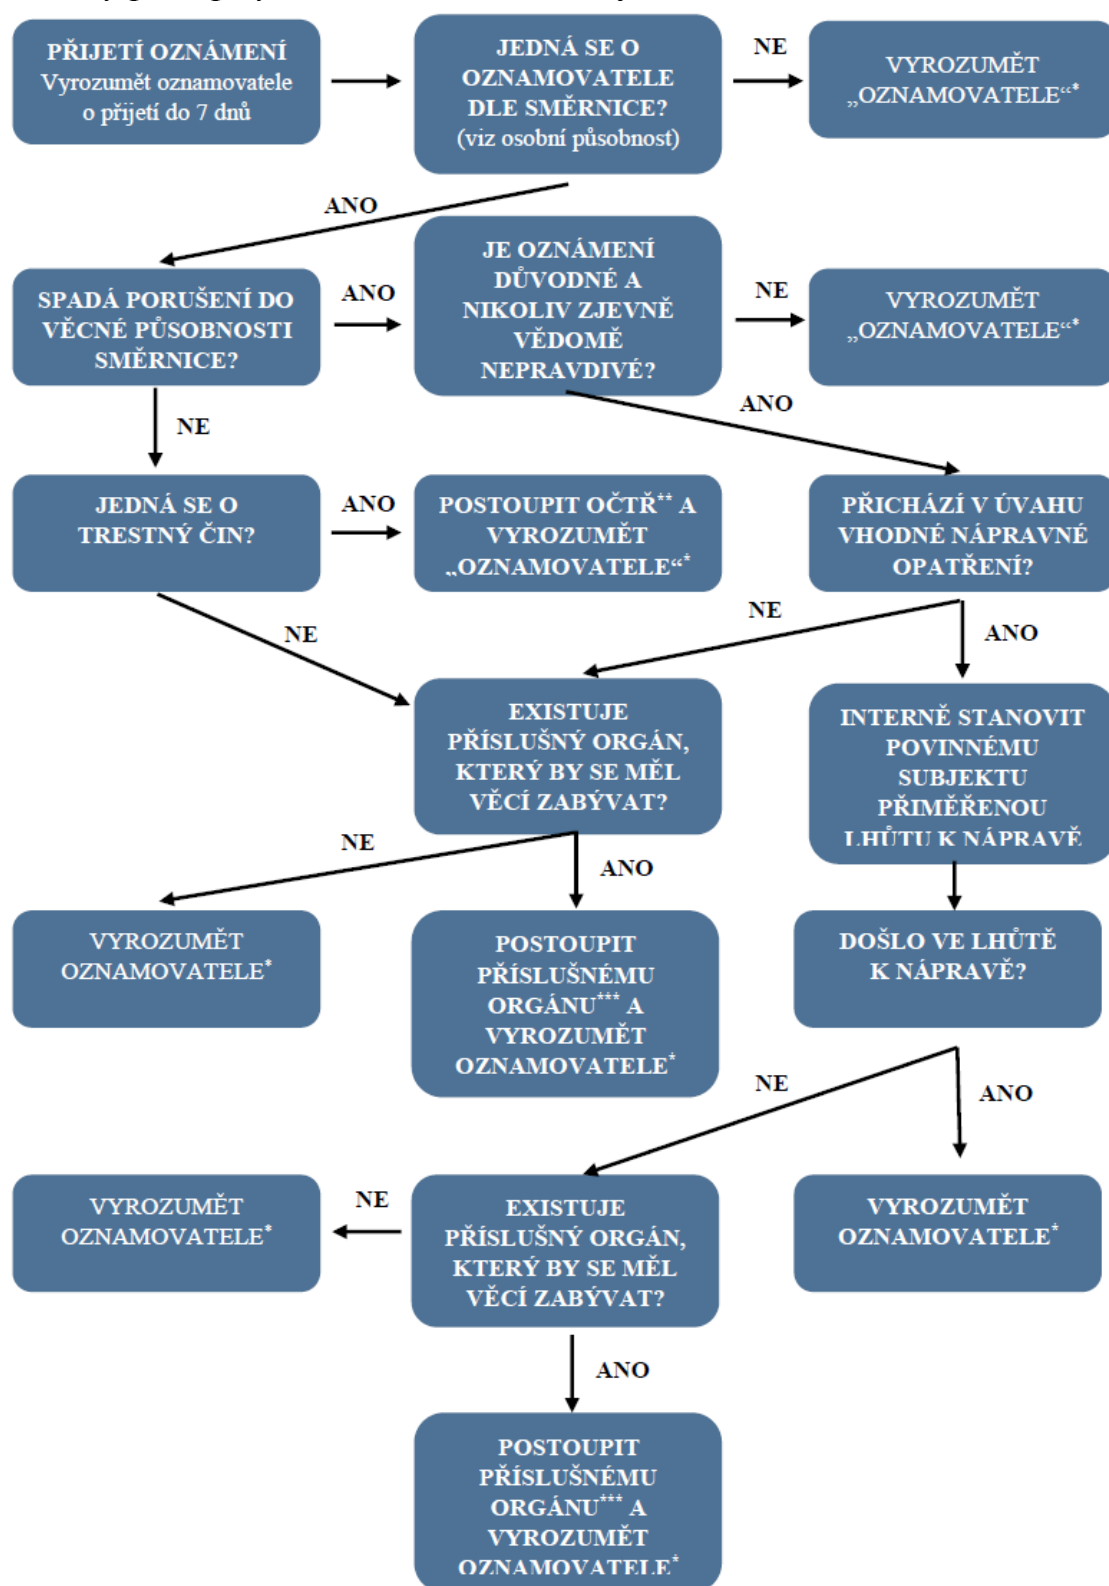 PŘIJETÍ OZNÁMENÍ
Vyrozumět oznamovatele
o přijetí do 7 dnů
JEDNÁ SE O
OZNAMOVATELE
DLE SMĚRNICE?
(viz osobní působnost)
NE
VYROZUMĚT
„OZNAMOVATELE“*
ANO
SPADÁ PORUŠENÍ DO
VĚCNÉ PŮSOBNOSTI
SMĚRNICE?
ANO
JE OZNÁMENÍ
DŮVODNÉ A
NIKOLIV ZJEVNĚ
VĚDOMĚ
NEPRAVDIVÉ?
NE
VYROZUMĚT
„OZNAMOVATELE“*
NE
ANO
JEDNÁ SE O
TRESTNÝ ČIN?
ANO
POSTOUPIT OČTŘ** A
VYROZUMĚT
„OZNAMOVATELE“*
PŘICHÁZÍ V ÚVAHU
VHODNÉ NÁPRAVNÉ
OPATŘENÍ?
NE
NE
ANO
EXISTUJE
PŘÍSLUŠNÝ ORGÁN,
KTERÝ BY SE MĚL
VĚCÍ ZABÝVAT?
INTERNĚ STANOVIT
POVINNÉMU
SUBJEKTU
PŘIMĚŘENOU
LHŮTU K NÁPRAVĚ
NE
ANO
VYROZUMĚT
OZNAMOVATELE*
POSTOUPIT
PŘÍSLUŠNÉMU
ORGÁNU*** A
VYROZUMĚT
OZNAMOVATELE*
DOŠLO VE LHŮTĚ
K NÁPRAVĚ?
NE
ANO
VYROZUMĚT
OZNAMOVATELE*
NE
EXISTUJE
PŘÍSLUŠNÝ ORGÁN,
KTERÝ BY SE MĚL
VĚCÍ ZABÝVAT?
VYROZUMĚT
OZNAMOVATELE*
ANO
POSTOUPIT
PŘÍSLUŠNÉMU
ORGÁNU*** A
VYROZUMĚT
OZNAMOVATELE*